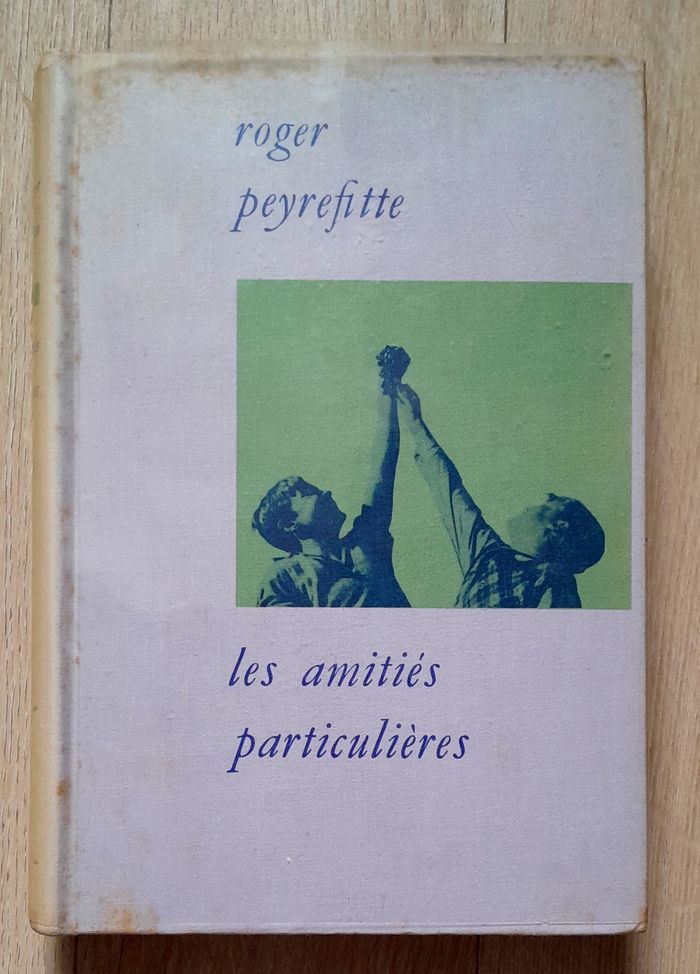 roger
peyrefitte
les amitiés
particulières